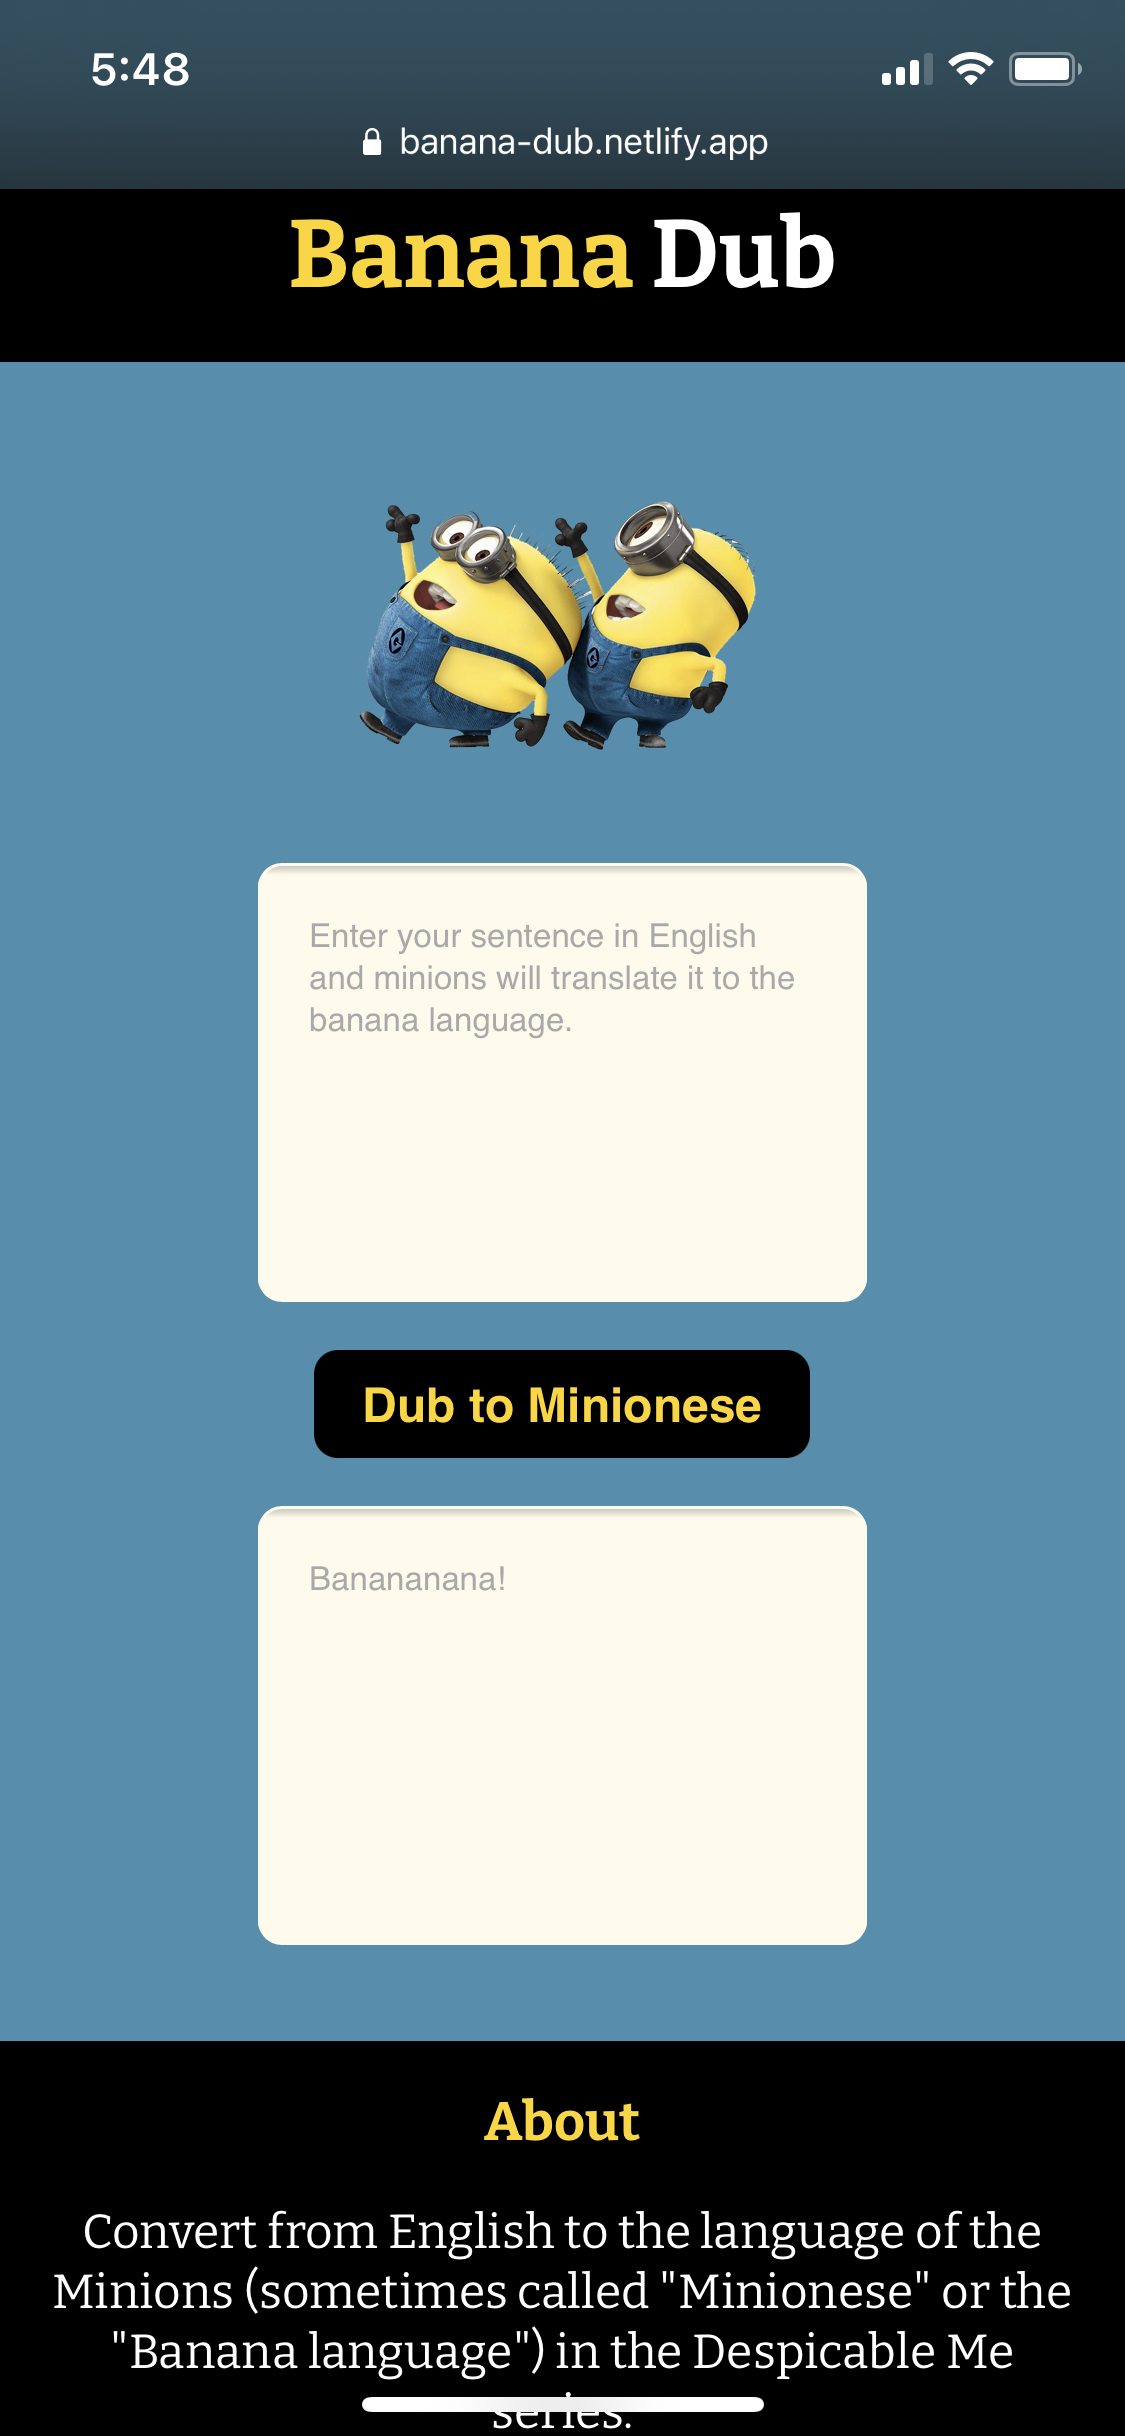 5:48
banana-dub.netlify.app
Banana Dub
Enter your sentence in English
and minions will translate it to the
banana language.
Dub to Minionese
Banananana!
About
Convert from English to the language of the
Minions (sometimes called "Minionese" or the
"Banana language") in the Despicable Me
series.